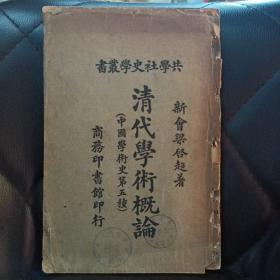 共學社史學叢書
新會梁啓超著
清代學術概論
(中國學術史第五種)
商務印書館印行